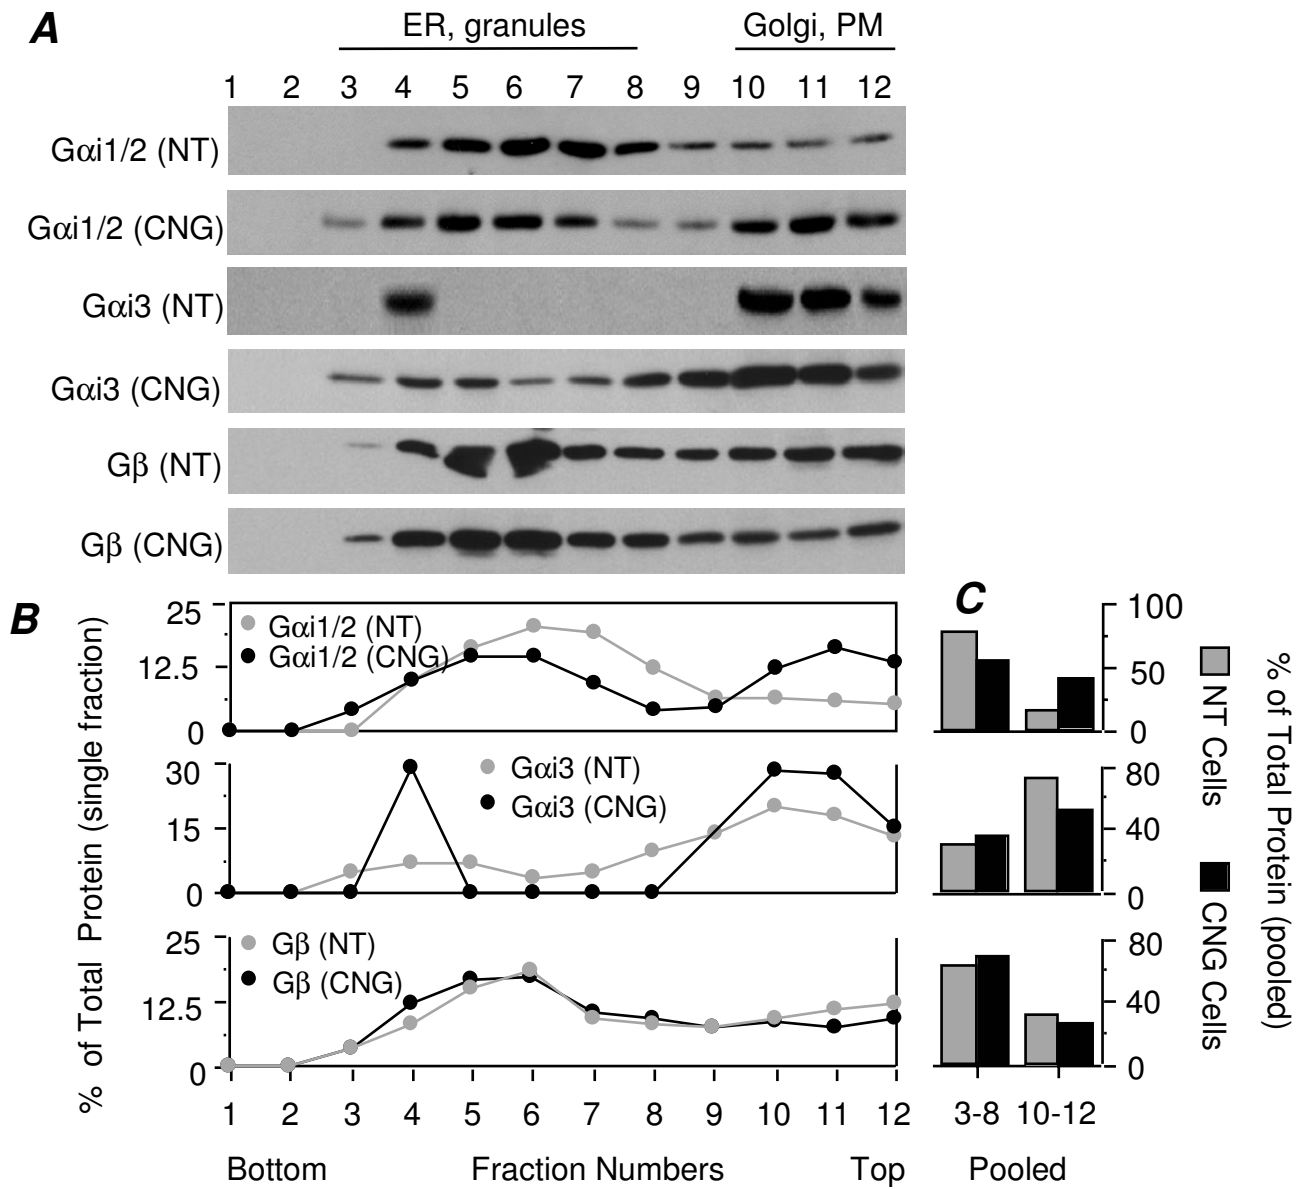 A
ER, granules
Golgi, PM
1 2 3 4 5 6 7 8 9 10 11 12
Gαi1/2 (NT)
Gαi1/2 (CNG)
Gαi3 (NT)
Gαi3 (CNG)
Gβ (NT)
Gβ (CNG)
B
% of Total Protein (single fraction)
25
12.5
0
Gαi1/2 (NT)
Gαi1/2 (CNG)
30
15
0
Gαi3 (NT)
Gαi3 (CNG)
25
12.5
0
Gβ (NT)
Gβ (CNG)
1 2 3 4 5 6 7 8 9 10 11 12
Bottom
Fraction Numbers
Top
C
100
50
0
80
40
0
80
40
0
3-8 10-12
Pooled
NT Cells
CNG Cells
% of Total Protein (pooled)